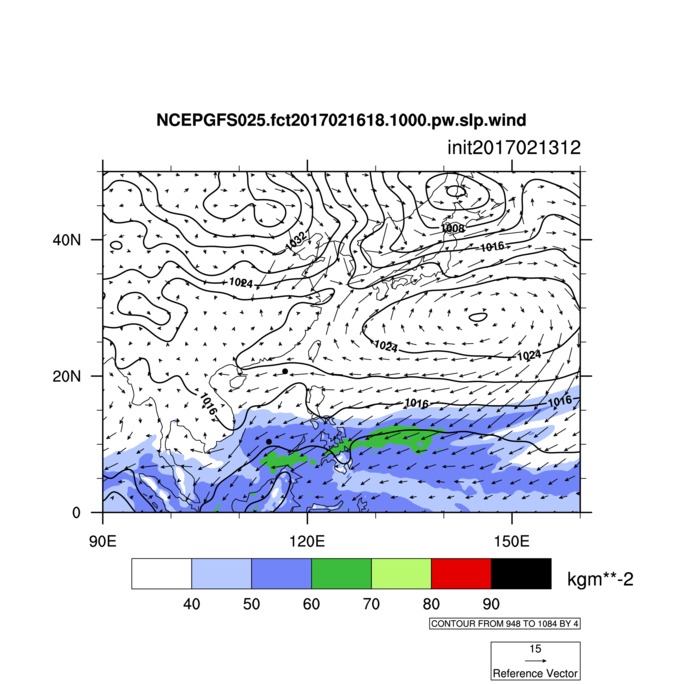 NCEPGFS025.fct2017021618.1000.pw.slp.wind
init2017021312
1008
1032
1016
40N
1024
1024
1024
20N
1016
1016
1016
0
90E 120E 150E
kgm**-2
40 50 60 70 80 90
CONTOUR FROM 948 TO 1084 BY 4
15
Reference Vector